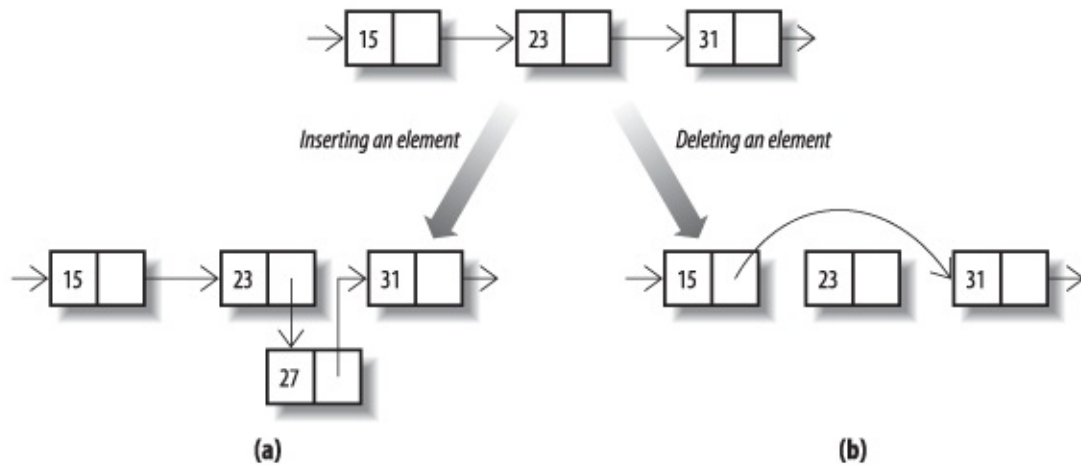 15 23 31
Inserting an element Deleting an element
15 23 31 15 23 31
27
(a) (b)